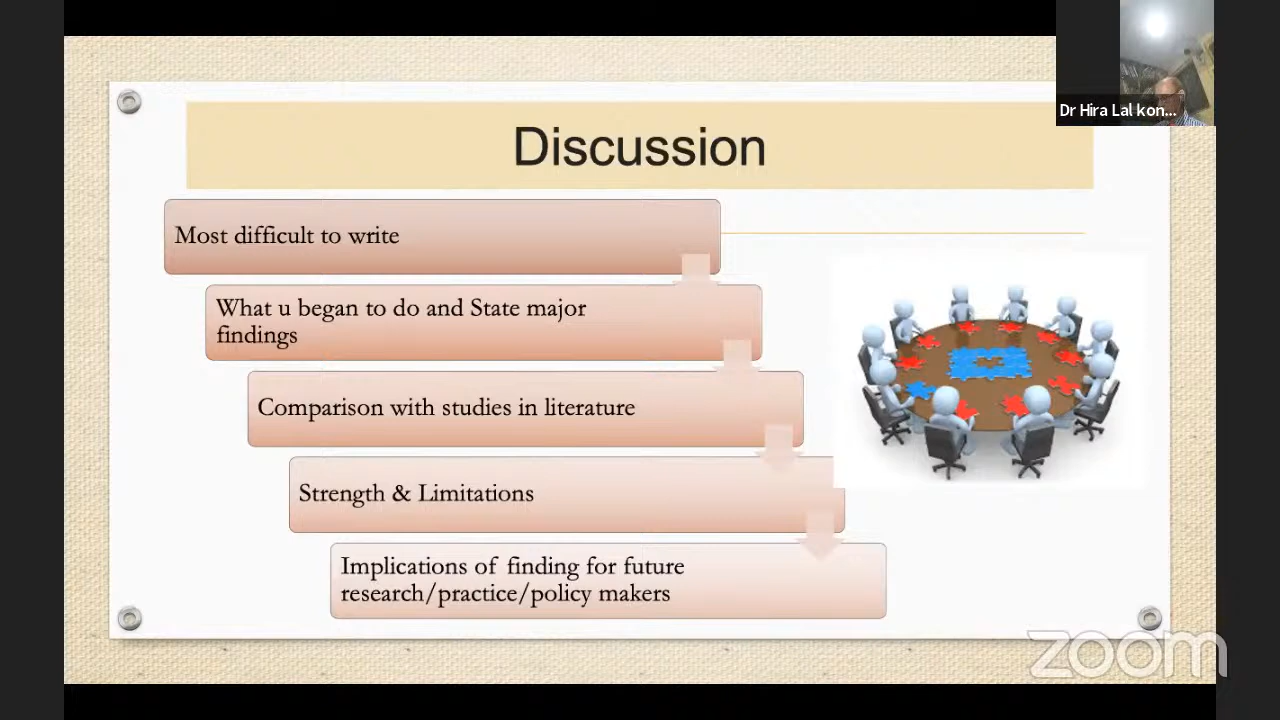 Dr Hira Lal kon...
Discussion
Most difficult to write
What u began to do and State major
findings
Comparison with studies in literature
Strength & Limitations
Implications of finding for future
research/practice/policy makers
zoom